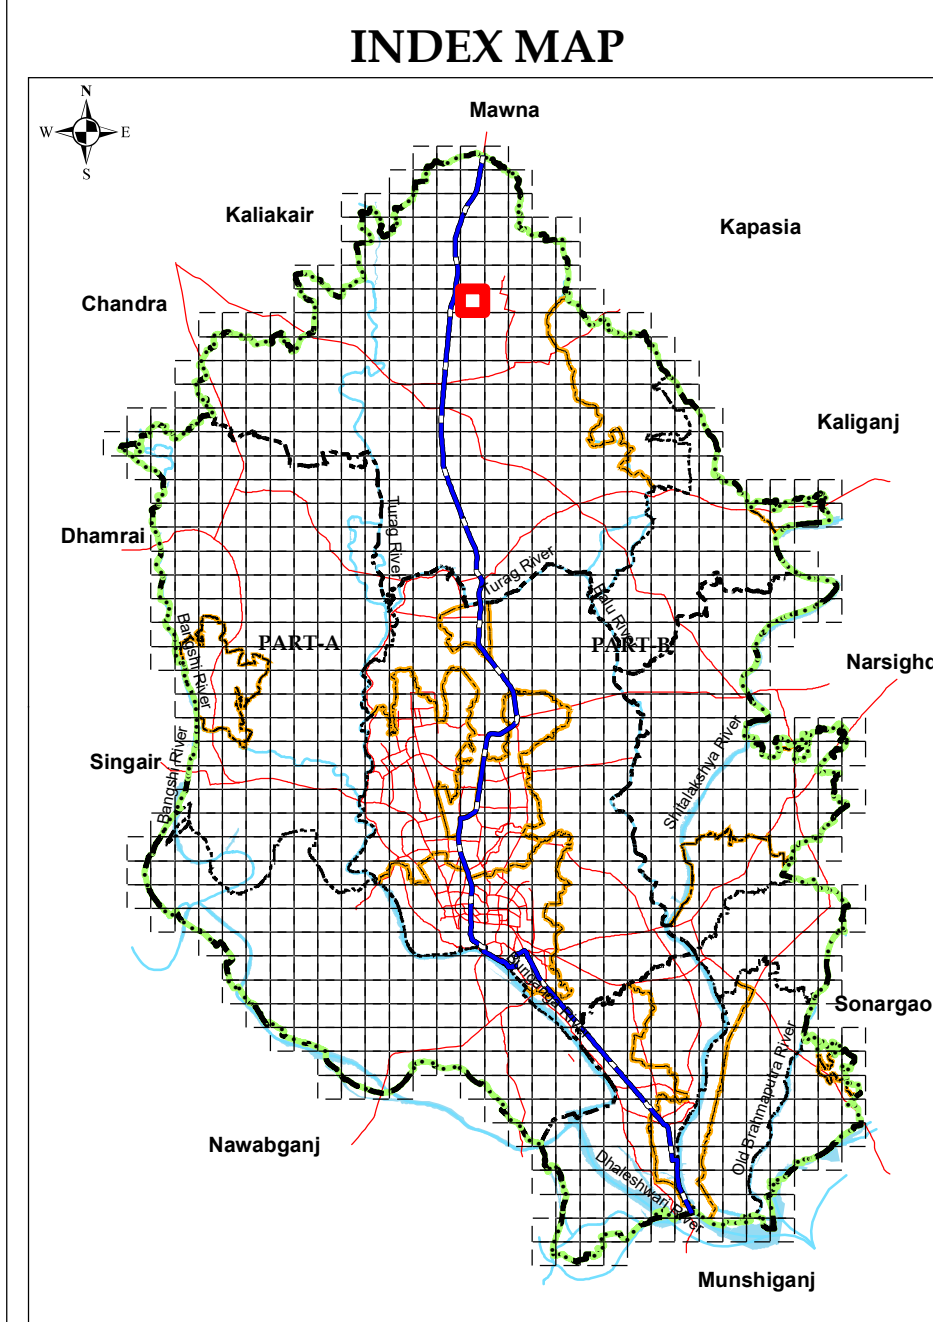 INDEX MAP
N
W
E
S
Mawna
Kaliakair
Kapasia
Chandra
Kaliganj
Dhamrai
Turag River
Turag River
Balu River
Bangshi River
PART-A
PART-B
Narsighd
Shitalakshya River
Singair
Bangshi River
Buriganga River
Sonargao
Old Brahmaputra River
Nawabganj
Dhaleshwari River
Munshiganj